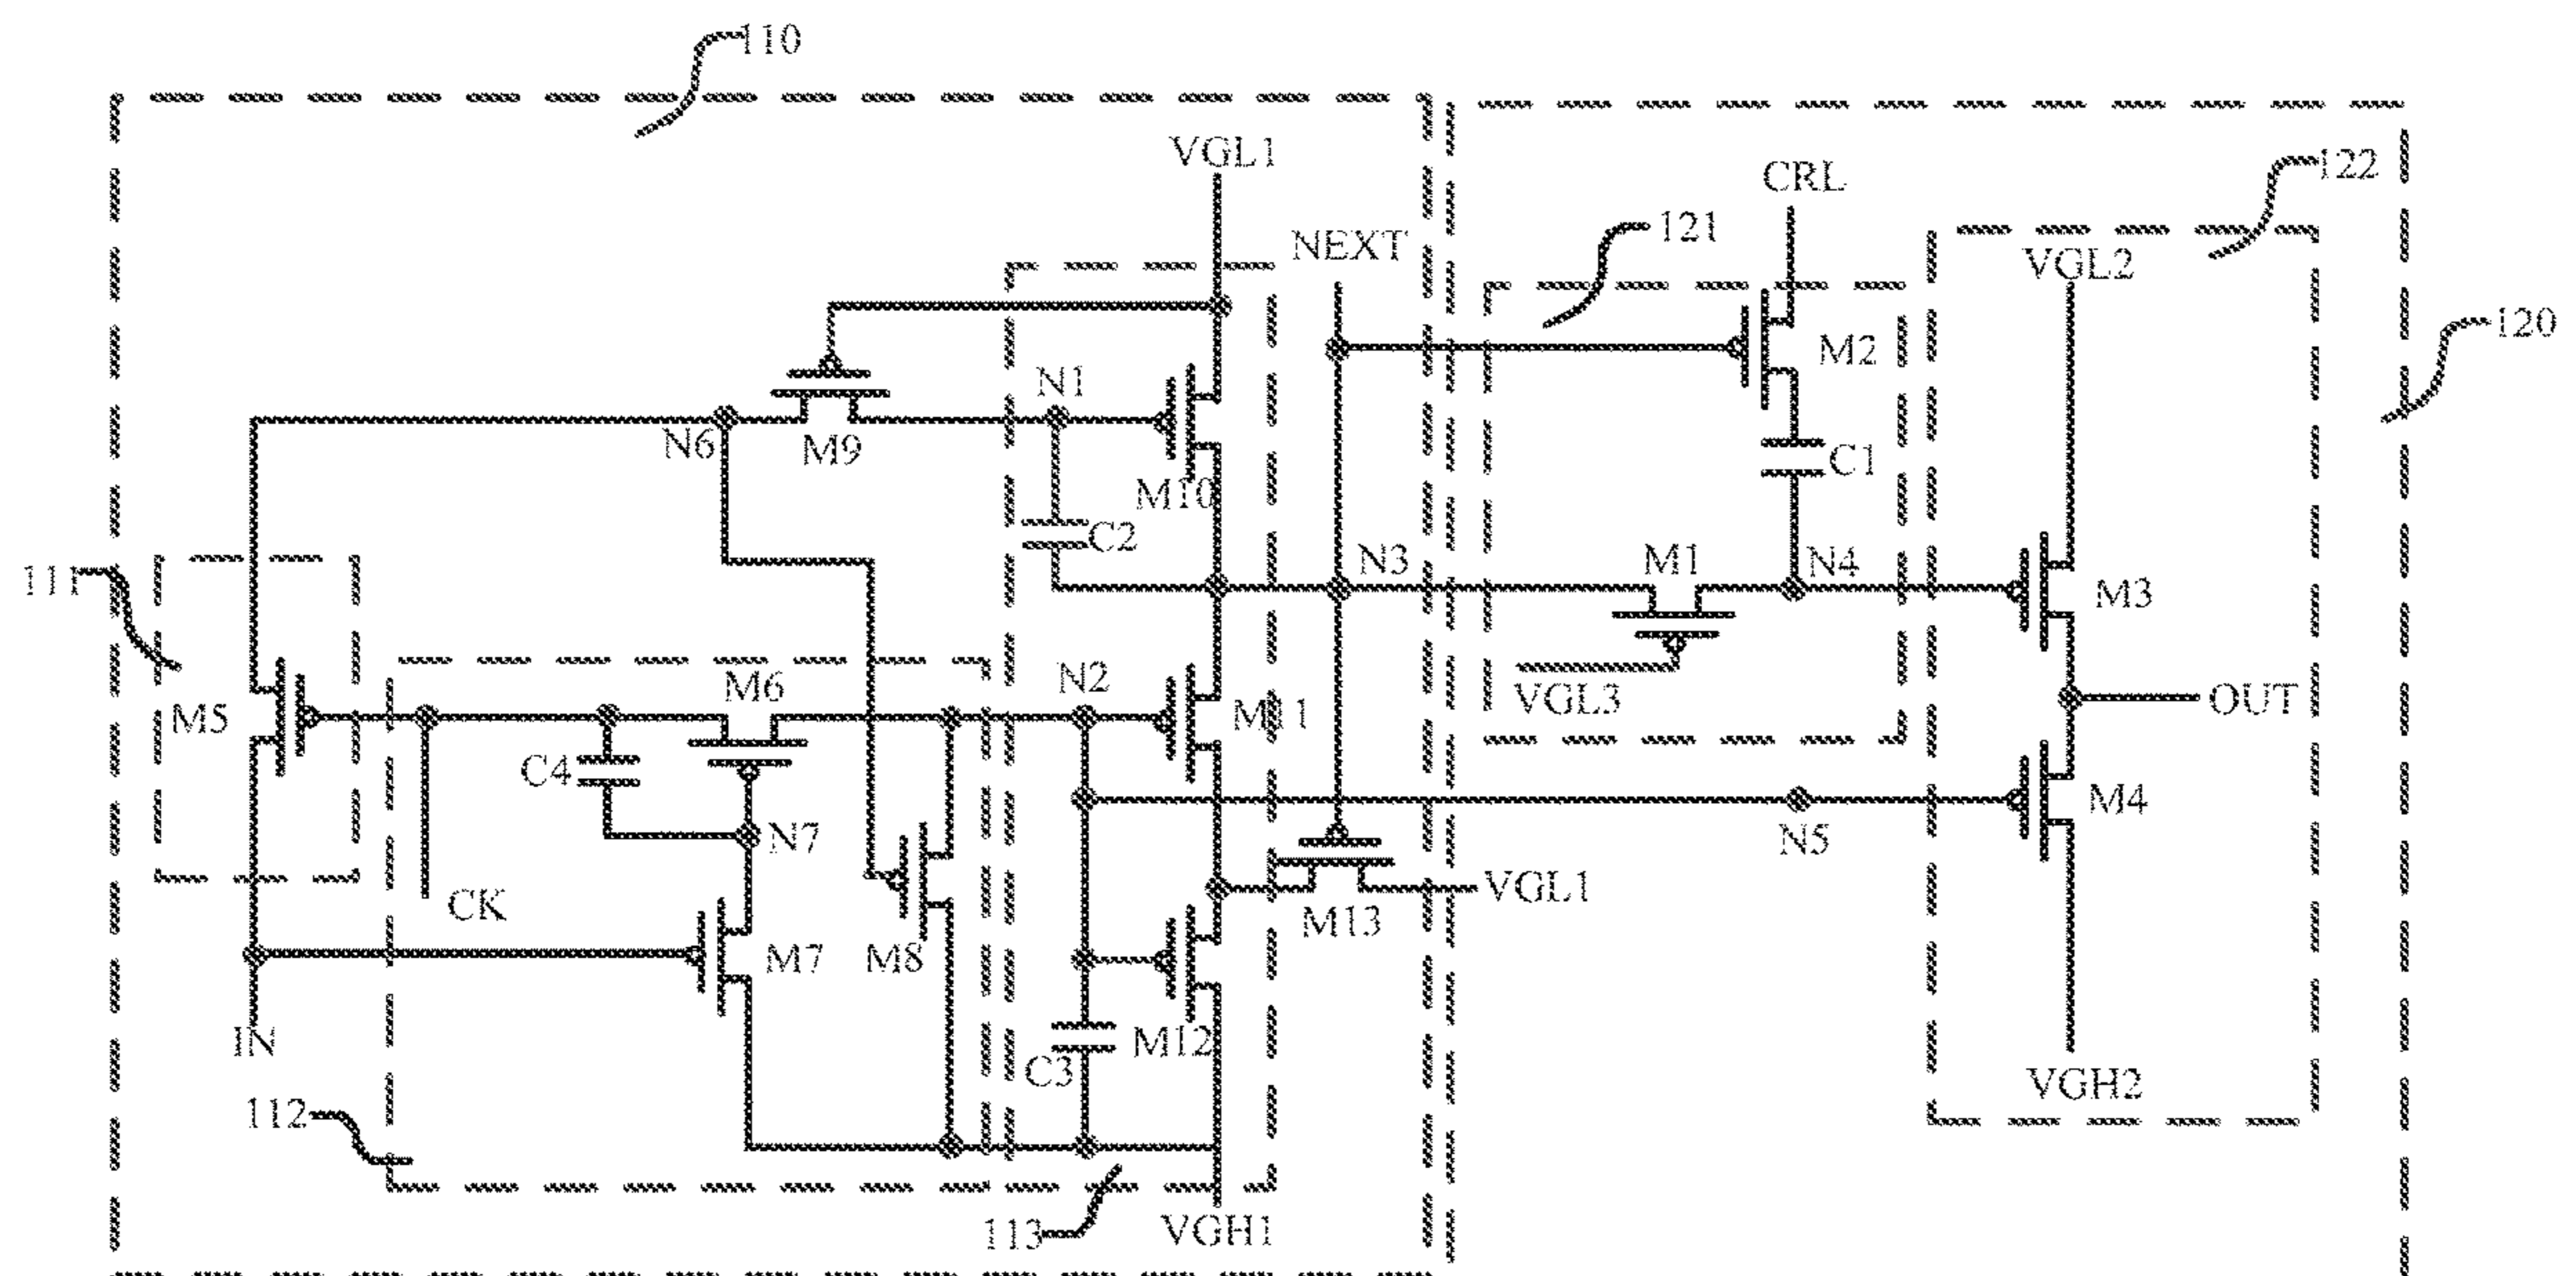 110
VGL1
CRL
122
121
NEXT
VGL2
120
M2
N1
N6
M9
M10
C1
C2
111
N3
M1
N4
M3
M6
N2
VGL3
M5
M11
OUT
C4
N7
N5
M4
CK
VGL1
M13
M7
M8
IN
M12
C3
112
VGH2
113
VGH1